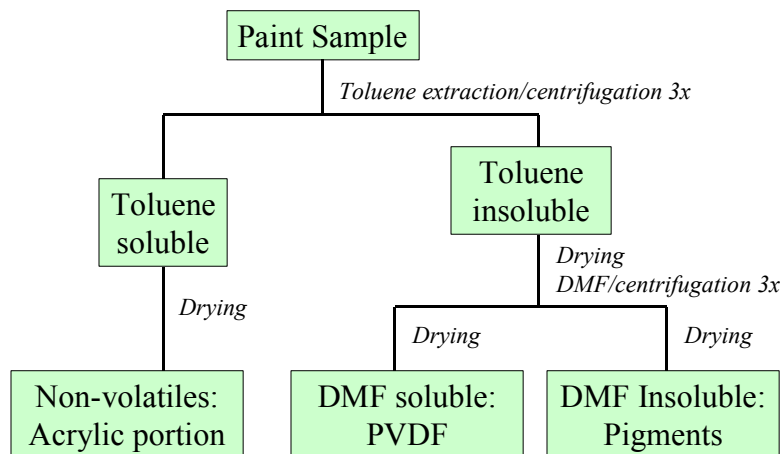 Paint Sample
Toluene extraction/centrifugation 3x
Toluene
soluble
Toluene
insoluble
Drying
Drying
DMF/centrifugation 3x
Drying
Drying
Non-volatiles:
Acrylic portion
DMF soluble:
PVDF
DMF Insoluble:
Pigments